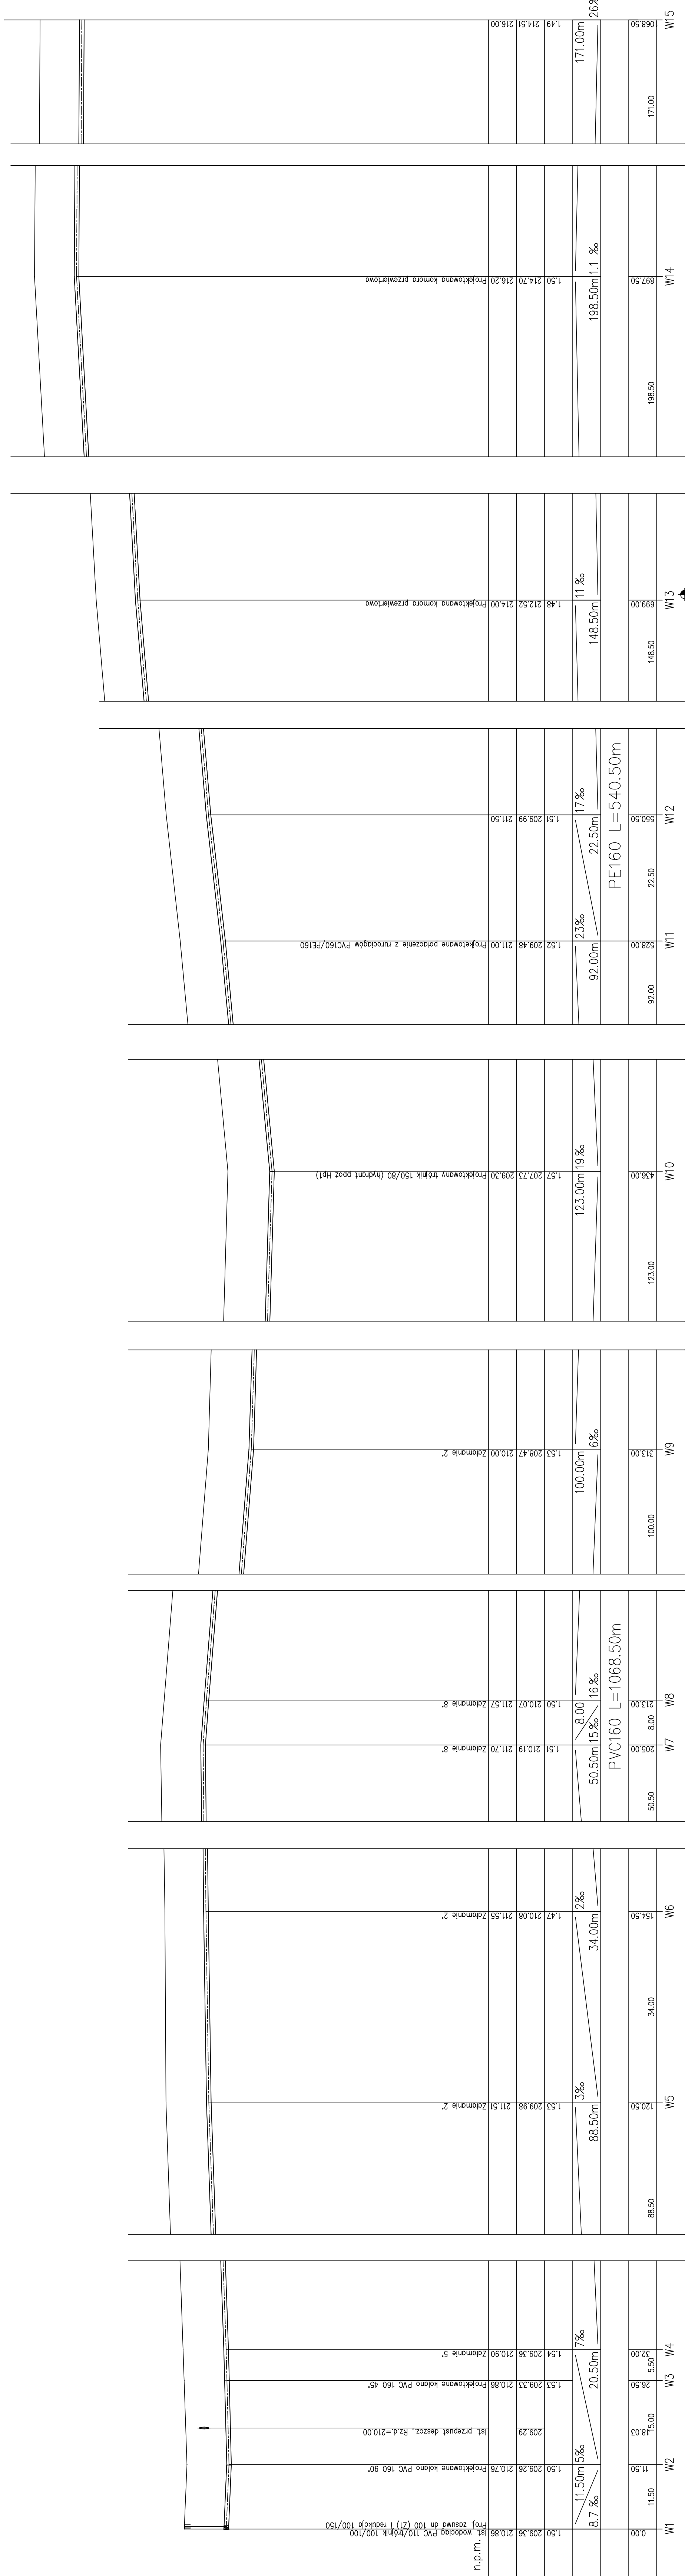 26‰
171.00m
1.49 214.51 216.00
1068.50
W15
171.00
Projektowana komora przewiertowa
1.50 214.70 216.20
198.50m 1.1 ‰
897.50
W14
198.50
Projektowana komora przewiertowa
1.48 212.52 214.00
148.50m 11 ‰
699.00
W13
148.50
1.51 209.99 211.50
22.50m 17‰
550.50
W12
22.50
PE160 L=540.50m
Projketowane połączenie z rurociągów PVC160/PE160
1.52 209.48 211.00
92.00m 23‰
528.00
W11
92.00
Projektowany trójnik 150/80 (hydrant ppoż Hp1)
1.57 207.73 209.30
123.00m 19‰
436.00
W10
123.00
Załamanie 2°
1.53 208.47 210.00
100.00m 6‰
313.00
W9
100.00
Załamanie 8°
1.50 210.07 211.57
8.00 16‰
213.00
W8
8.00
Załamanie 8°
1.51 210.19 211.70
50.50m 15‰
205.00
W7
50.50
PVC160 L=1068.50m
Załamanie 2°
1.47 210.08 211.55
34.00m 2‰
154.50
W6
34.00
Załamanie 2°
1.53 209.98 211.51
88.50m 3‰
120.50
W5
88.50
Załamanie 5°
1.54 209.36 210.90
20.50m 7‰
32.00
W4
5.50
Projektowane kolano PVC 160 45°
1.53 209.33 210.86
26.50
W3
15.00
Ist. przepust deszcz., Rz.d.=210.00
209.29
18.03
Projektowane kolano PVC 160 90°
1.50 209.26 210.76
11.50m 5‰
11.50
W2
11.50
8.7 ‰
Proj. zasuwa dn 100 (Z1) i redukcja 100/150
Ist. wodociąg PVC 110/trójnik 100/100
1.50 209.36 210.86
0.00
W1
n.p.m.